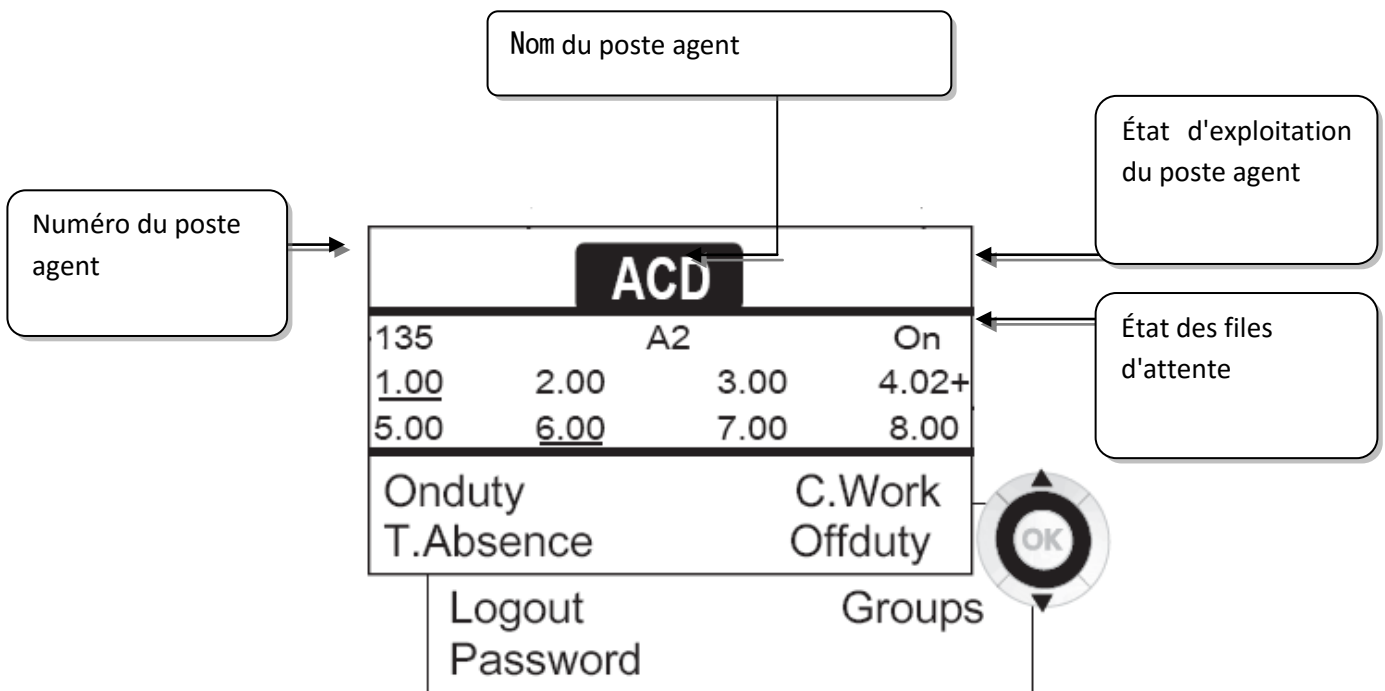 Nom du poste agent
État d'exploitation
du poste agent
Numéro du poste
agent
ACD
État des files
d'attente
135 A2 On
1.00 2.00 3.00 4.02+
5.00 6.00 7.00 8.00
Onduty C.Work
T.Absence Offduty
OK
Logout Groups
Password